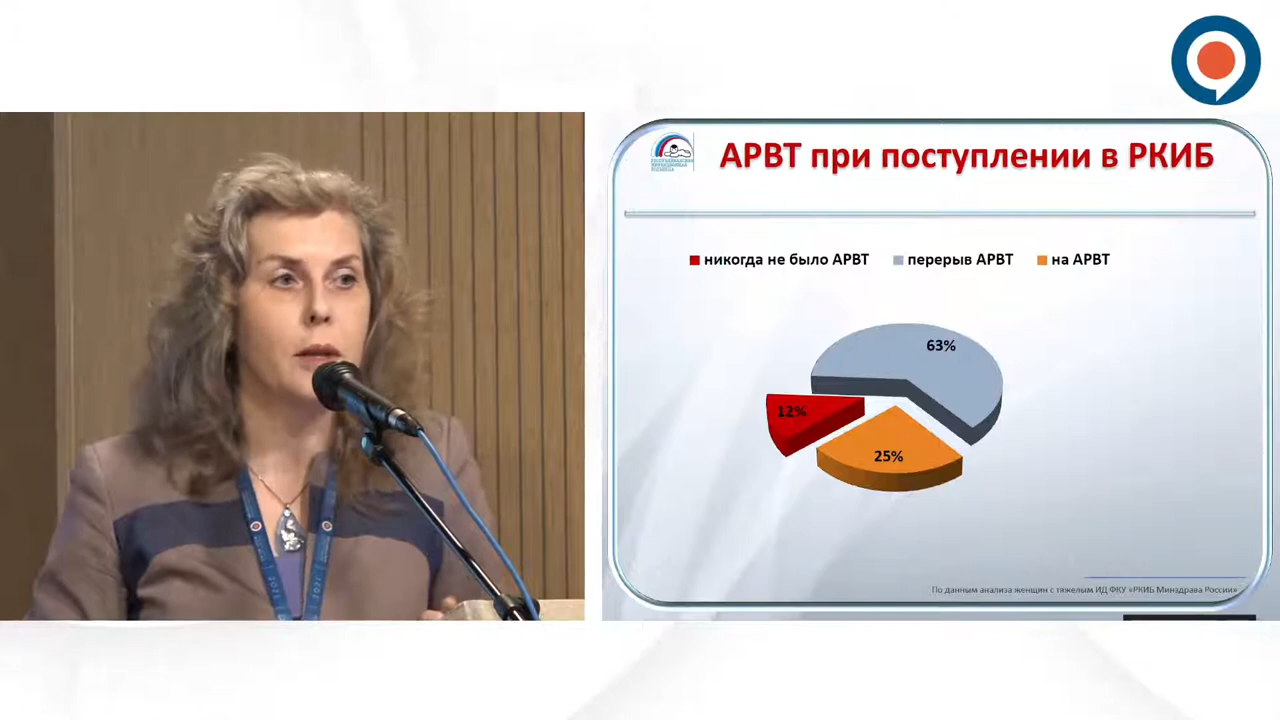 АРВТ при поступлении в РКИБ
никогда не было АРВТ перерыв АРВТ на АРВТ
63%
12%
25%
По данным анализа женщин с тяжелым ИД ФКУ «РКИБ Минздрава России»